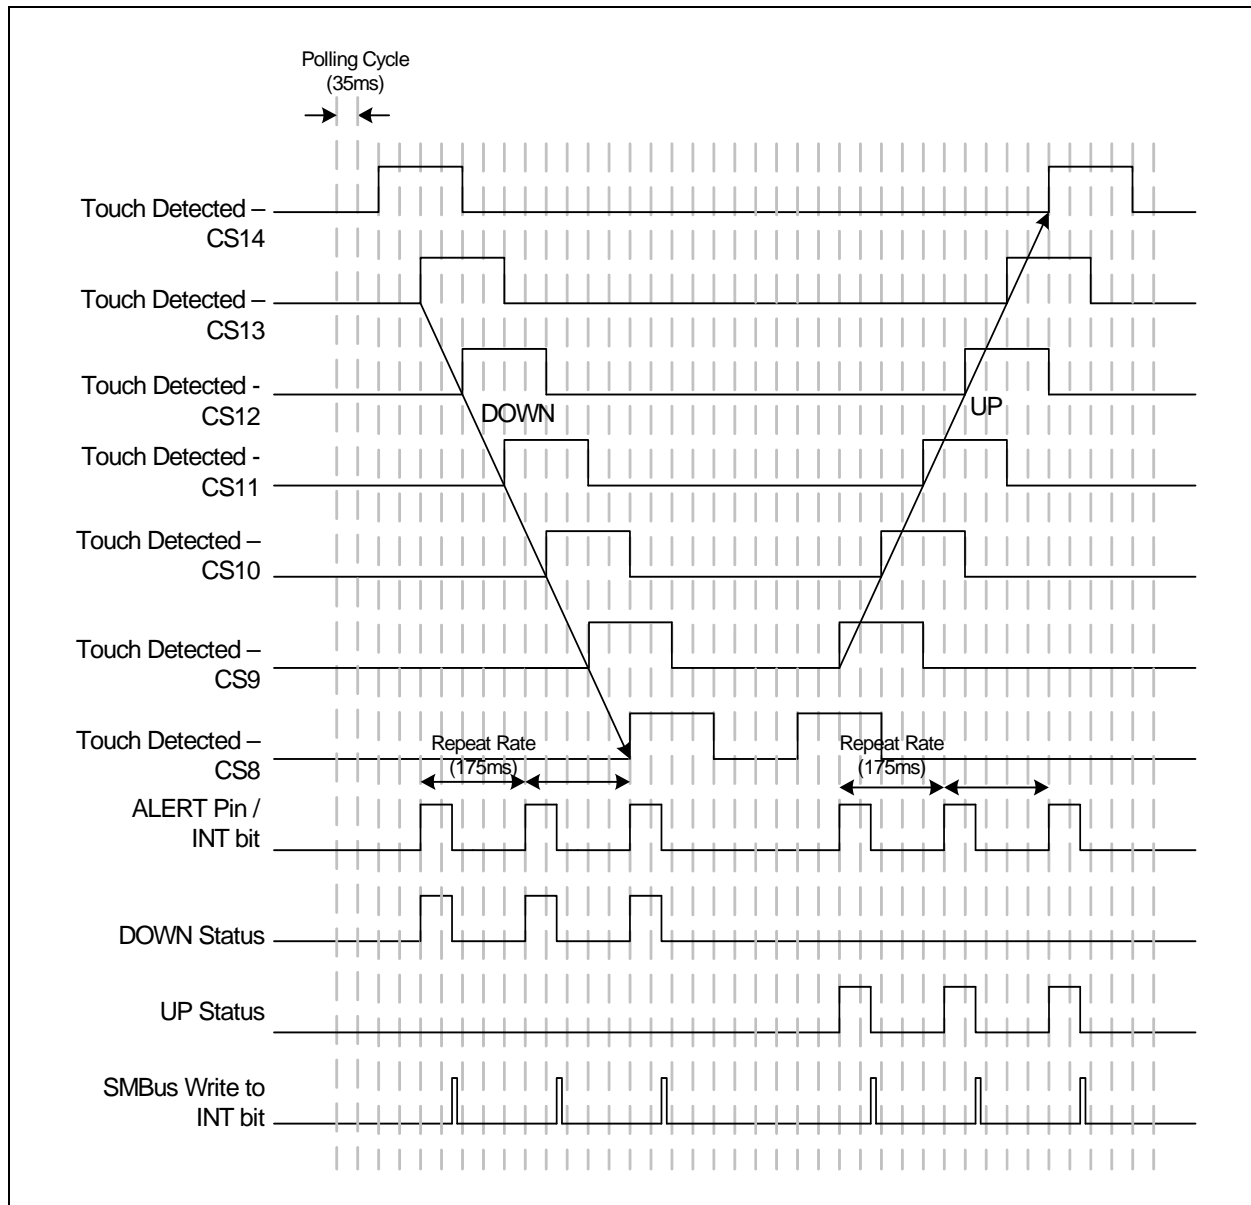 Polling Cycle
(35ms)
Touch Detected –
CS14
Touch Detected –
CS13
Touch Detected -
CS12
DOWN
UP
Touch Detected -
CS11
Touch Detected –
CS10
Touch Detected –
CS9
Touch Detected –
CS8
Repeat Rate
(175ms)
Repeat Rate
(175ms)
ALERT Pin /
INT bit
DOWN Status
UP Status
SMBus Write to
INT bit